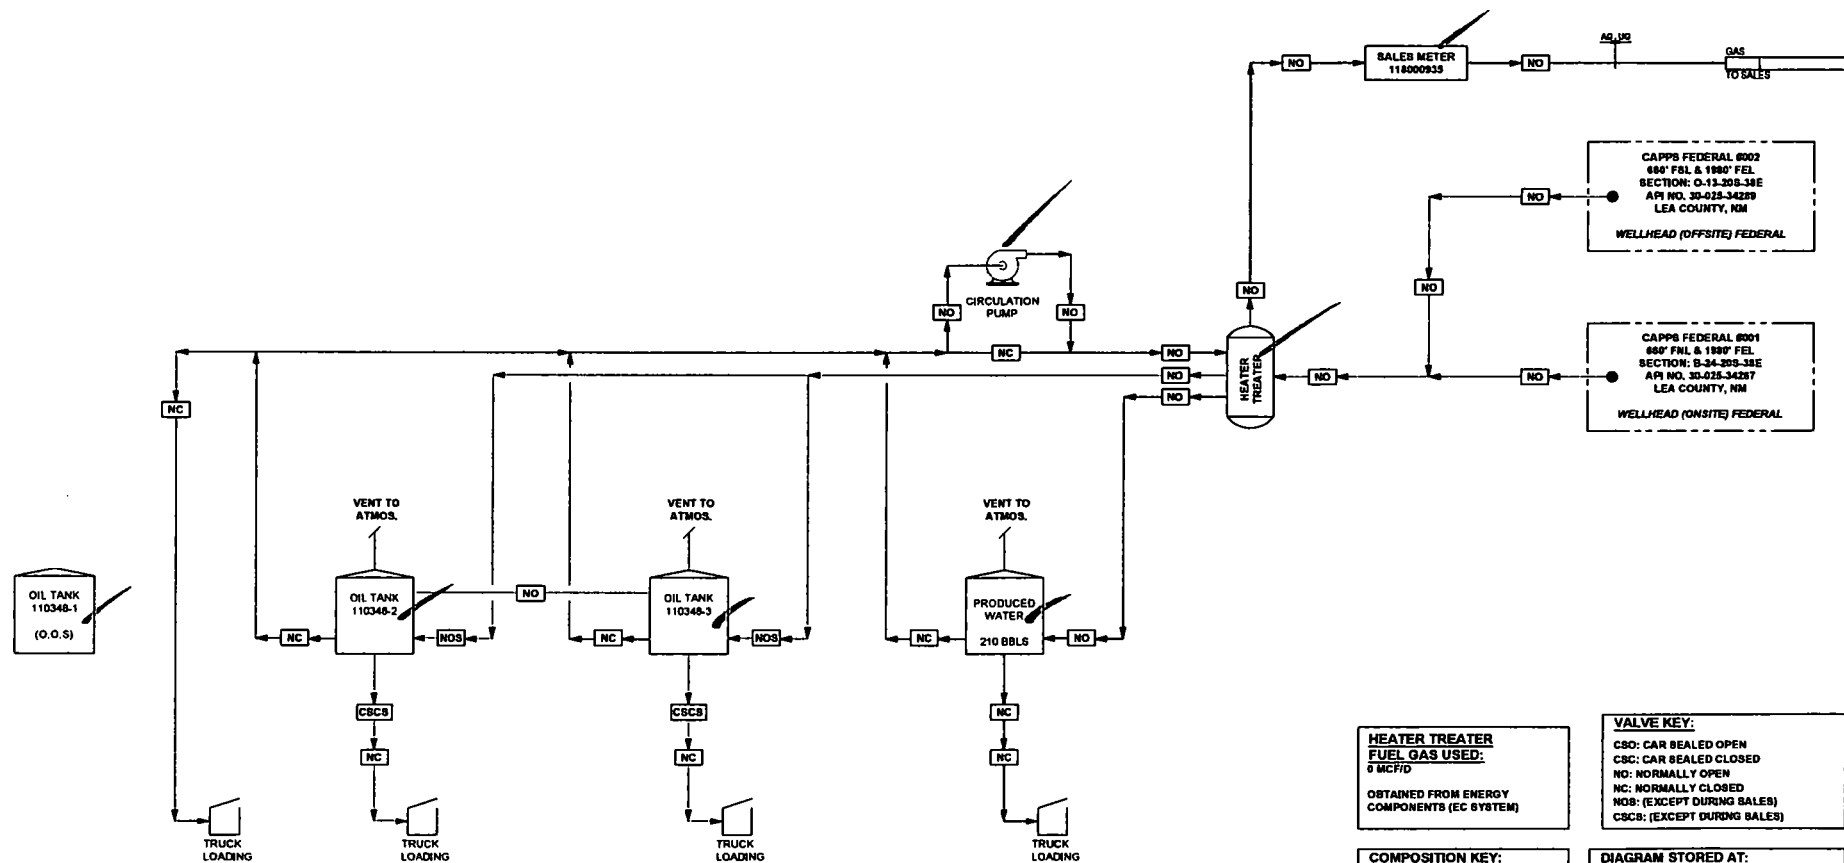 AG.UG
SALES METER
118000935
NO
NO
GAS
TO SALES
CAPPS FEDERAL 6002
660' FSL & 1980' FEL
SECTION: O-13-20S-38E
API NO. 30-025-34289
LEA COUNTY, NM
WELLHEAD (OFFSITE) FEDERAL
NO
NO
NO
CIRCULATION
PUMP
NO
NO
NO
NC
NO
NO
NO
HEATER
TREATER
NO
NO
CAPPS FEDERAL 6001
660' FNL & 1980' FEL
SECTION: B-24-20S-38E
API NO. 30-025-34267
LEA COUNTY, NM
WELLHEAD (ONSITE) FEDERAL
NC
VENT TO
ATMOS.
VENT TO
ATMOS.
VENT TO
ATMOS.
OIL TANK
110348-1
(O.O.S)
OIL TANK
110348-2
NO
OIL TANK
110348-3
PRODUCED
WATER
210 BBLS
NC
NOS
NC
NOS
NC
NO
CSCS
CSCS
NC
NC
NC
NC
TRUCK
LOADING
TRUCK
LOADING
TRUCK
LOADING
TRUCK
LOADING
HEATER TREATER
FUEL GAS USED:
0 MCF/D
OBTAINED FROM ENERGY
COMPONENTS (EC SYSTEM)
VALVE KEY:
CSO: CAR SEALED OPEN
CSC: CAR SEALED CLOSED
NO: NORMALLY OPEN
NC: NORMALLY CLOSED
NOS: (EXCEPT DURING SALES)
CSCS: (EXCEPT DURING SALES)
COMPOSITION KEY:
DIAGRAM STORED AT: